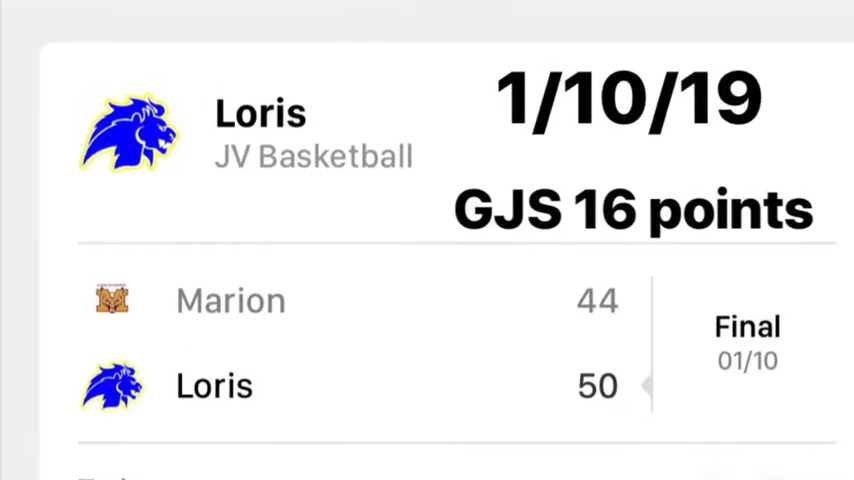 Loris
1/10/19
JV Basketball
GJS 16 points
Marion 44
Loris 50
Final
01/10